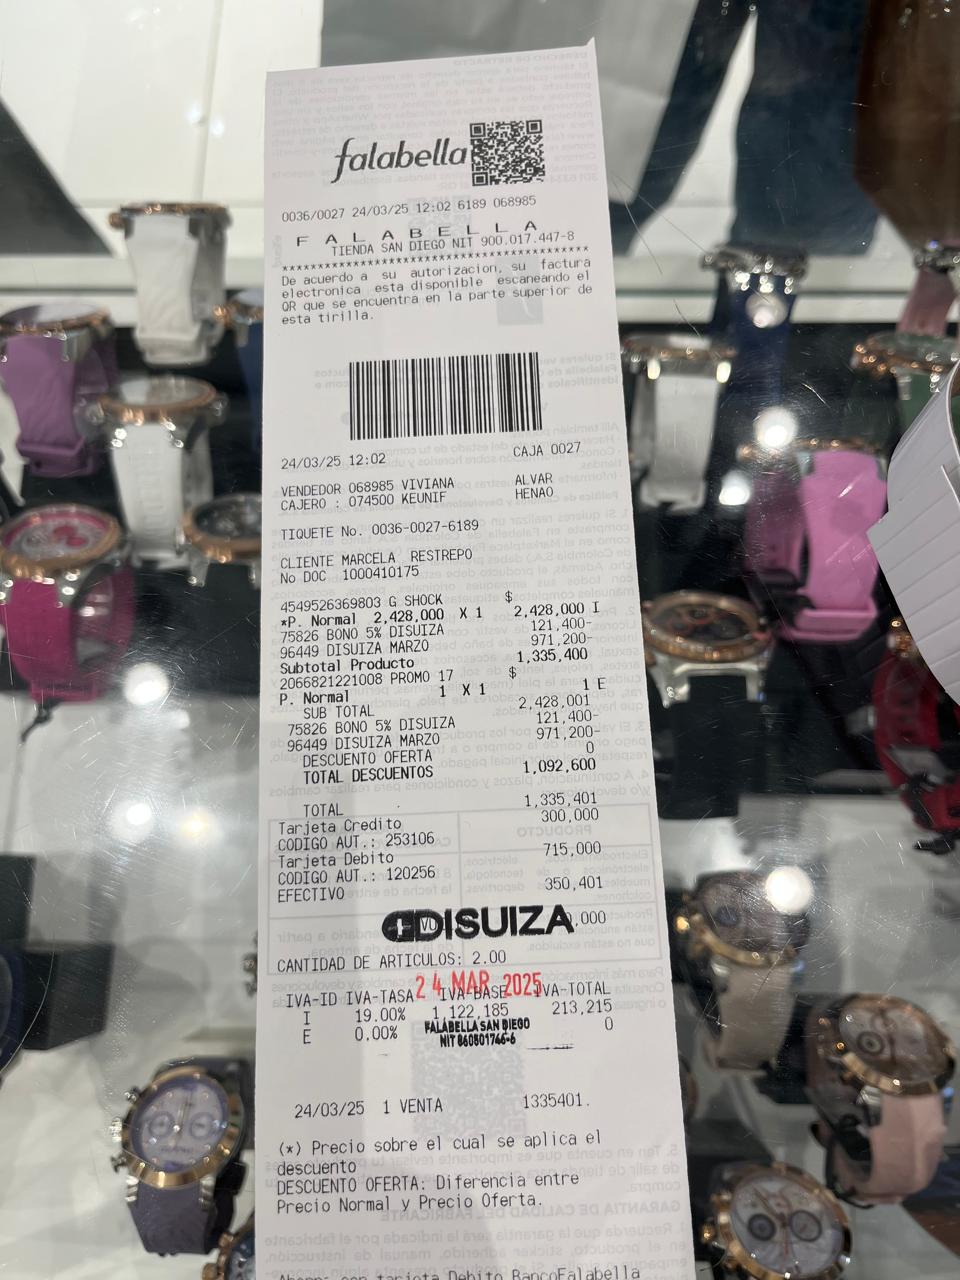 falabella
0036/0027 24/03/25 12:02 6189 068985
F A L A B E L L A
TIENDA SAN DIEGO NIT 900.017.447-8
****************************************
De acuerdo a su autorizacion, su factura
electronica esta disponible escaneando el
QR que se encuentra en la parte superior de
esta tirilla.
24/03/25 12:02 CAJA 0027
VENDEDOR 068985 VIVIANA ALVAR
CAJERO : 074500 KEUNIF HENAO
TIQUETE No. 0036-0027-6189
CLIENTE MARCELA RESTREPO
No DOC 1000410175
4549526369803 G SHOCK $
*P. Normal 2,428,000 X 1 2,428,000 I
75826 BONO 5% DISUIZA 121,400-
96449 DISUIZA MARZO 971,200-
Subtotal Producto 1,335,400
2066821221008 PROMO 17 $
P. Normal 1 X 1 1 E
SUB TOTAL 2,428,001
75826 BONO 5% DISUIZA 121,400-
96449 DISUIZA MARZO 971,200-
DESCUENTO OFERTA 0
TOTAL DESCUENTOS 1,092,600
TOTAL 1,335,401
Tarjeta Credito 300,000
CODIGO AUT.: 253106
Tarjeta Debito 715,000
CODIGO AUT.: 120256
EFECTIVO 350,401
DISUIZA
CANTIDAD DE ARTICULOS: 2.00
24 MAR 2025
IVA-ID IVA-TASA IVA-BASE IVA-TOTAL
I 19.00% 1,122,185 213,215
E 0.00% 0
FALABELLA SAN DIEGO
NIT 860801746-6
24/03/25 1 VENTA 1335401.
(*) Precio sobre el cual se aplica el
descuento
DESCUENTO OFERTA: Diferencia entre
Precio Normal y Precio Oferta.
con tarjeta Debito BancoFalabella